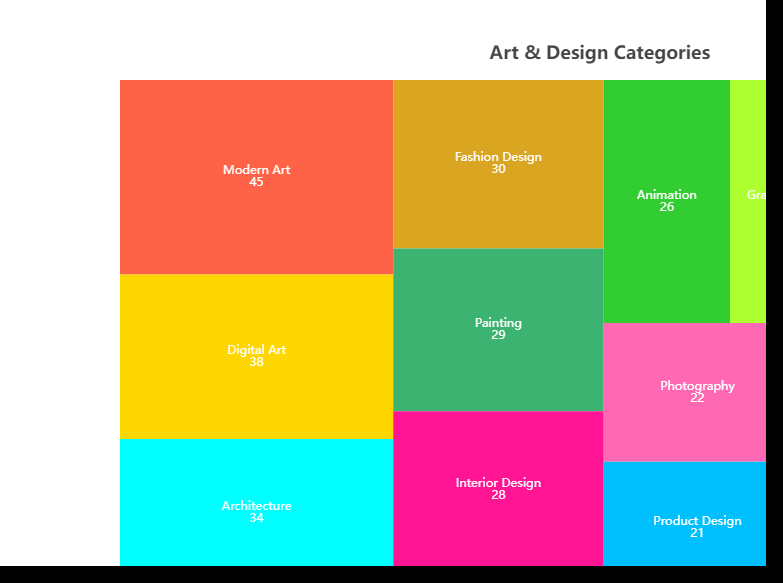 Art & Design Categories
Modern Art
45
Fashion Design
30
Animation
26
Digital Art
38
Painting
29
Photography
22
Architecture
34
Interior Design
28
Product Design
21